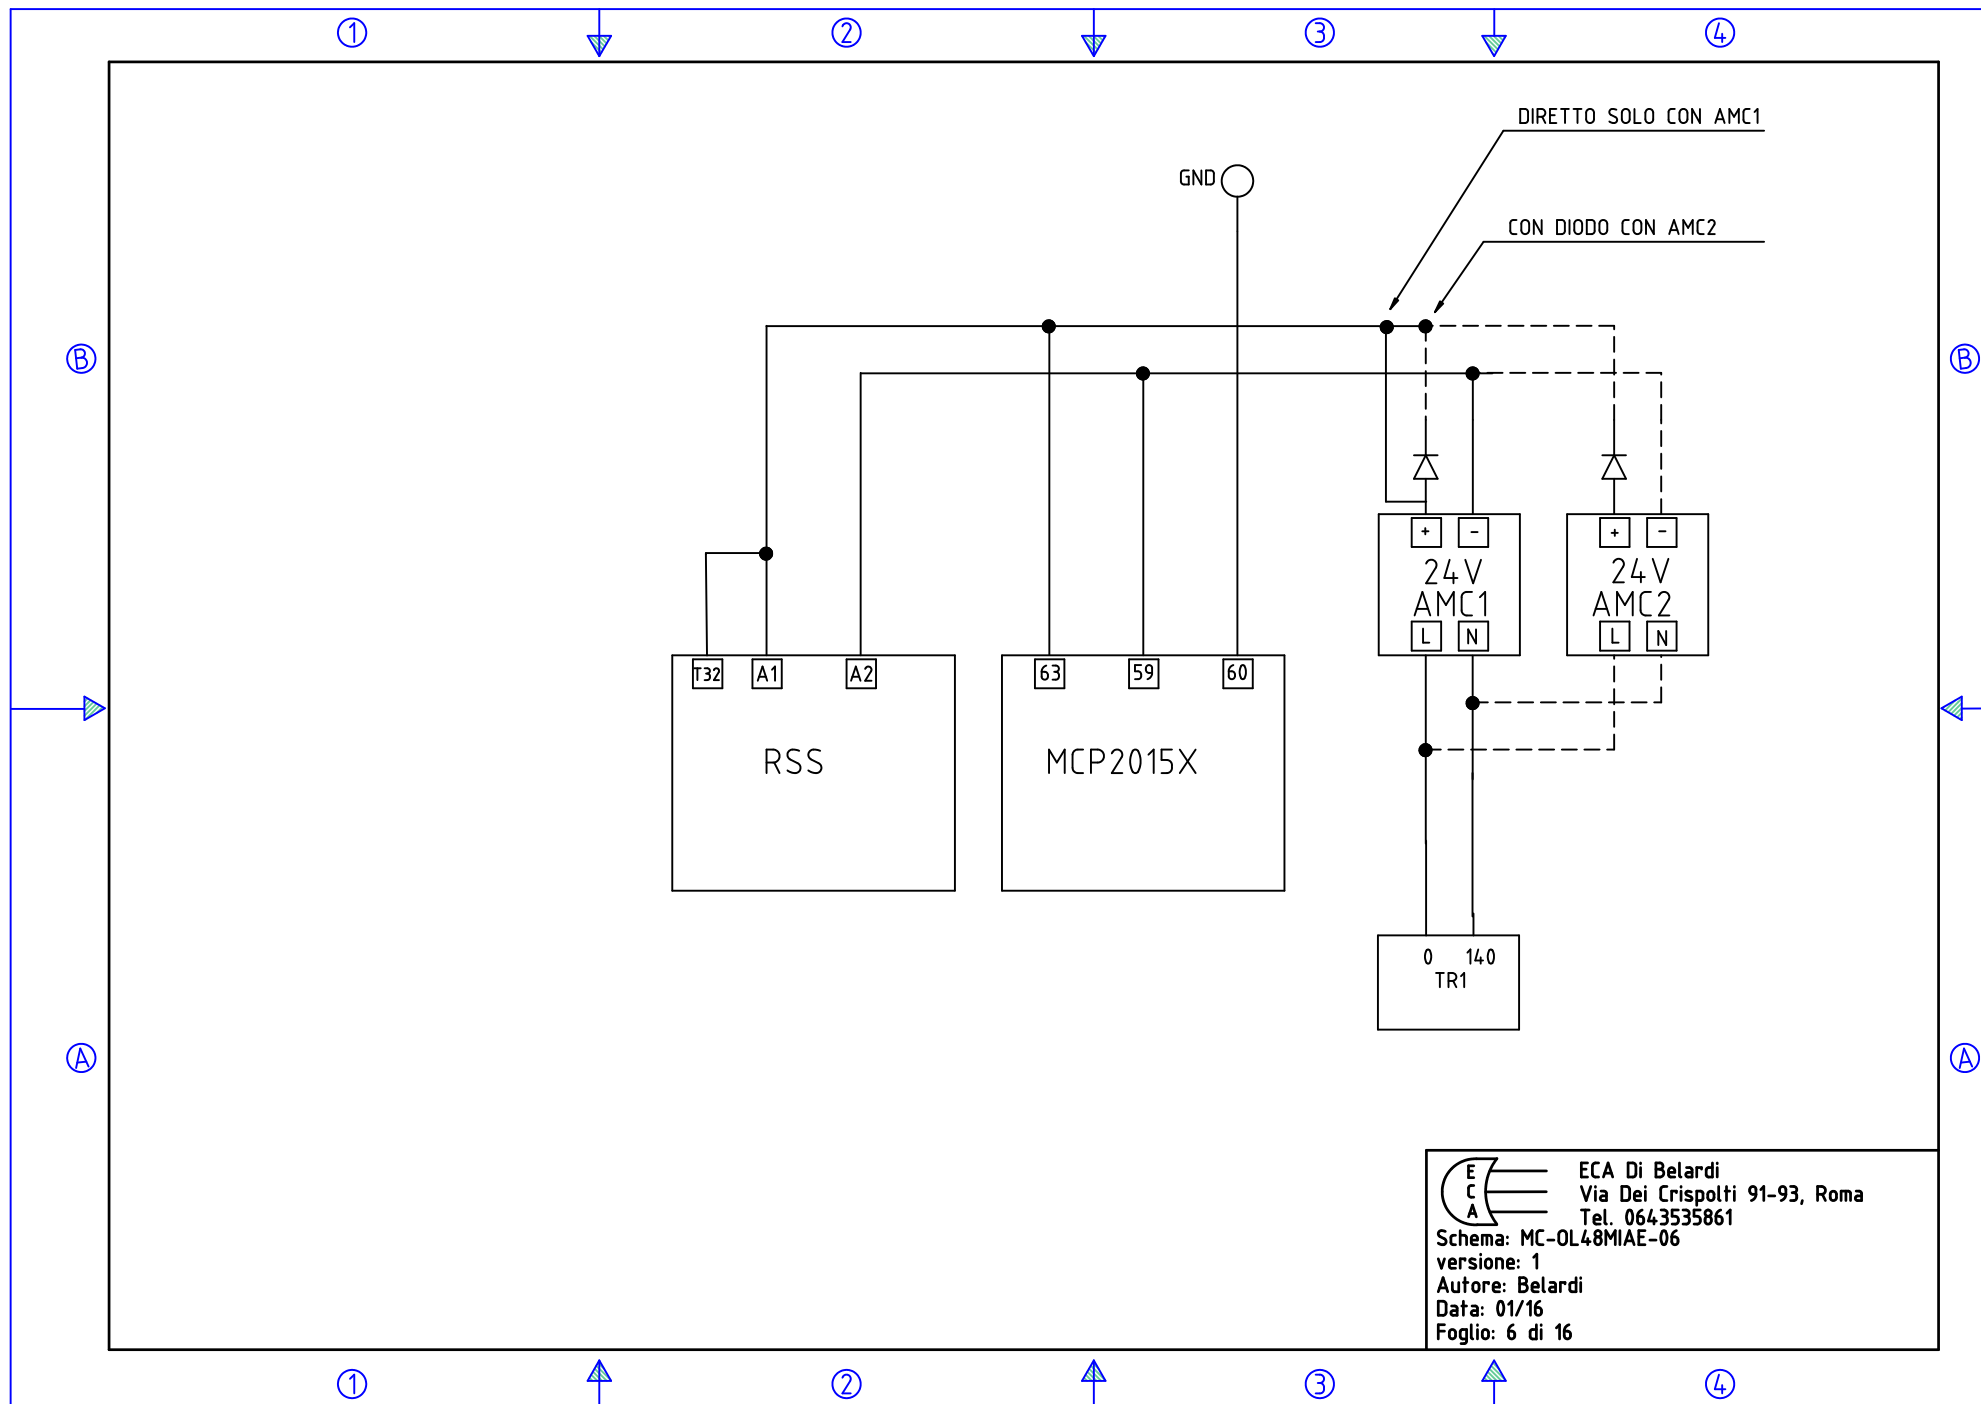 1 2 3 4
DIRETTO SOLO CON AMC1
GND
CON DIODO CON AMC2
B B
+ - + -
24V 24V
AMC1 AMC2
L N L N
T32 A1 A2 63 59 60
RSS MCP2015X
0 140
TR1
A A
E
C
A
ECA Di Belardi
Via Dei Crispolti 91-93, Roma
Tel. 0643535861
Schema: MC-OL48MIAE-06
versione: 1
Autore: Belardi
Data: 01/16
Foglio: 6 di 16
1 2 3 4